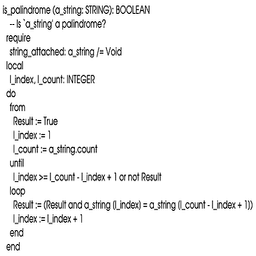 is_palindrome (a_string: STRING): BOOLEAN
-- Is `a_string' a palindrome?
require
string_attached: a_string /= Void
local
l_index, l_count: INTEGER
do
from
Result := True
l_index := 1
l_count := a_string.count
until
l_index >= l_count - l_index + 1 or not Result
loop
Result := (Result and a_string (l_index) = a_string (l_count - l_index + 1))
l_index := l_index + 1
end
end